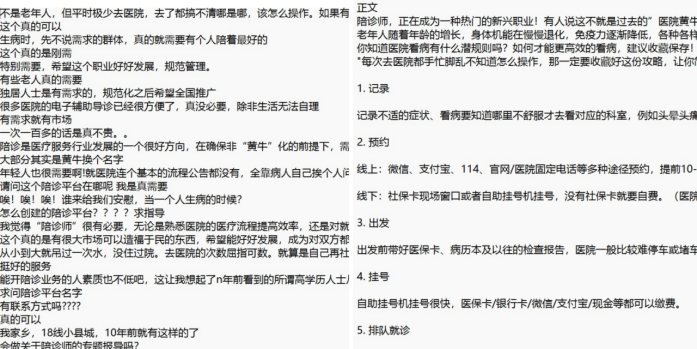 不是老年人，但平时极少去医院，去了都搞不清哪是哪，该怎么操作。如果有
这个真的可以
生病时，先不说需求的群体，真的就需要有个人陪着最好的
这个真的是刚需
特别需要，希望这个职业好好发展，规范管理。
有些老人真的需要
独居人士是有需求的，规范化之后希望全国推广
很多医院的电子辅助导诊已经很方便了，真没必要，除非生活无法自理
有需求就有市场
一次一百多的话是真不贵。。
陪诊是医疗服务行业发展的一个很好方向，在确保非“黄牛”化的前提下，需
大部分其实是黄牛换个名字
年轻人也很需要啊!就医院连个基本的流程公告都没有，全靠病人自己挨个人问
请问这个陪诊平台在哪呢 我是真需要
唉！唉！唉！谁来给我们安慰，当一个人生病的时候？
怎么创建的陪诊平台？？？？求指导
我觉得“陪诊师”很有必要，无论是熟悉医院的医疗流程提高效率，还是对就
这个真的是有很大市场可以造福于民的东西，希望能好好发展，成为对双方都
从小到大就吊过一次水，没住过院。去医院的次数屈指可数。就算是自己再社
挺好的服务
能开陪诊业务的人素质也不低吧，这让我想起了n年前看到的所谓高学历人士
求问陪诊平台名字
有联系方式吗????
真的可以
我家乡，18线小县城，10年前就有这样的了
会做关于陪诊师的专题报导吗？
正文
陪诊师，正在成为一种热门的新兴职业！有人说这不就是过去的“ 医院黄牛
老年人随着年龄的增长，身体机能在慢慢退化，免疫力逐渐降低，各种各样
你知道医院看病有什么潜规则吗？如何才能更高效的看病，建议收藏保存！
"每次去医院都手忙脚乱不知道怎么操作，那一定要收藏好这份攻略，让你
1. 记录
记录不适的症状、看病要知道哪里不舒服才去看对应的科室，例如头晕头痛
2. 预约
线上：微信、支付宝、114、官网/医院固定电话等多种途径预约，提前10-
线下：社保卡现场窗口或者自助挂号机挂号，没有社保卡就要自费。（医院
3. 出发
出发前带好医保卡、病历本及以往的检查报告，医院一般比较难停车或堵车
4. 挂号
自助挂号机挂号很快，医保卡/银行卡/微信/支付宝/现金等都可以缴费。
5. 排队就诊